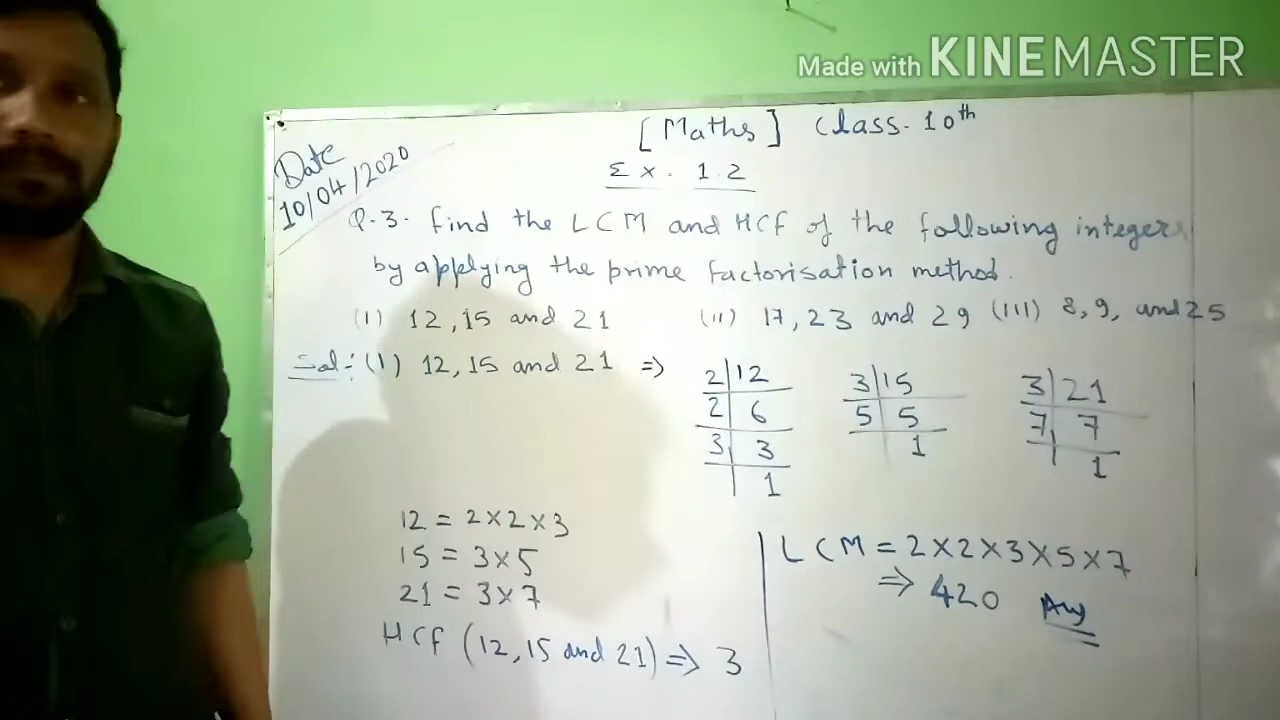 Made with KINEMASTER
[Maths] Class. 10th
Date
10/04/2020
Ex. 1.2
Q.3. find the LCM and HCf of the following integers
by applying the prime factorisation method.
(I) 12, 15 and 21 (II) 17, 23 and 29 (III) 8, 9, and 25
Sol:- (I) 12, 15 and 21 ⇒
2|12 3|15 3|21
2|6 5|5 7|7
3|3 |1 |1
|1
12 = 2×2×3
15 = 3×5
21 = 3×7
HCf (12, 15 and 21) ⇒ 3
LCM = 2×2×3×5×7
⇒ 420 Ans